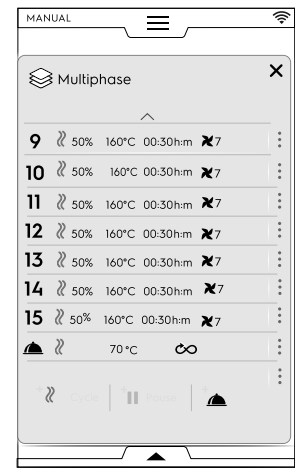 MANUAL
Multiphase
9 50% 160°C 00:30h:m 7
10 50% 160°C 00:30h:m 7
11 50% 160°C 00:30h:m 7
12 50% 160°C 00:30h:m 7
13 50% 160°C 00:30h:m 7
14 50% 160°C 00:30h:m 7
15 50% 160°C 00:30h:m 7
70 °C
Cycle Pause